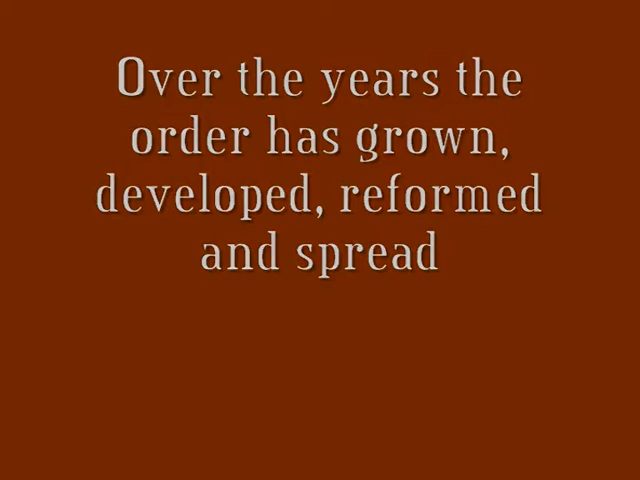 Over the years the
order has grown,
developed, reformed
and spread